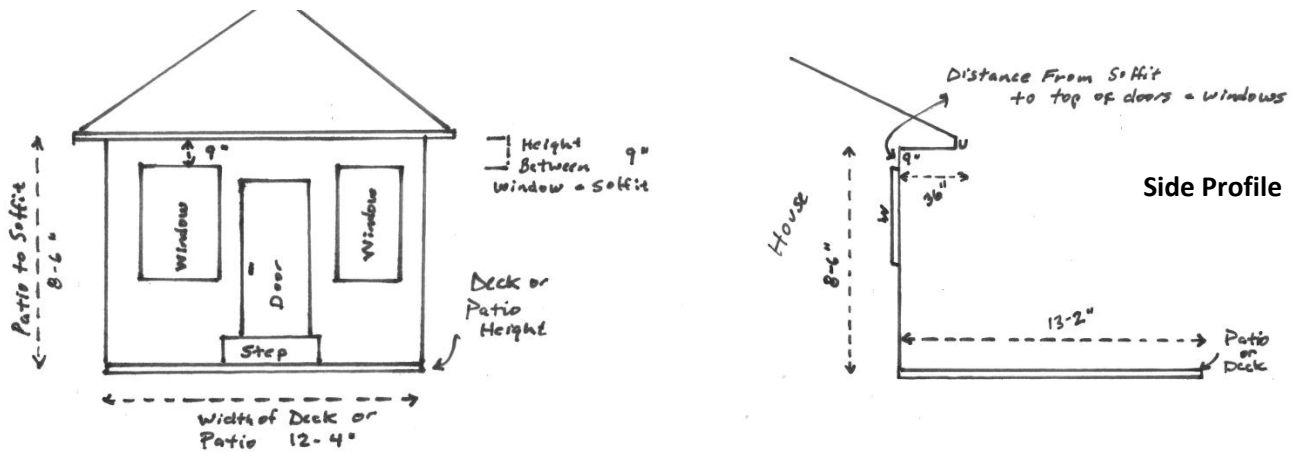 9"
Height
Between 9"
Window & Soffit
Patio to Soffit
8-6"
Window
Door
Window
Step
Deck or
Patio
Height
Width of Deck or
Patio 12-4"
Distance From Soffit
to top of doors & windows
9"
36"
Side Profile
House
W
8-6"
13-2"
Patio
or
Deck